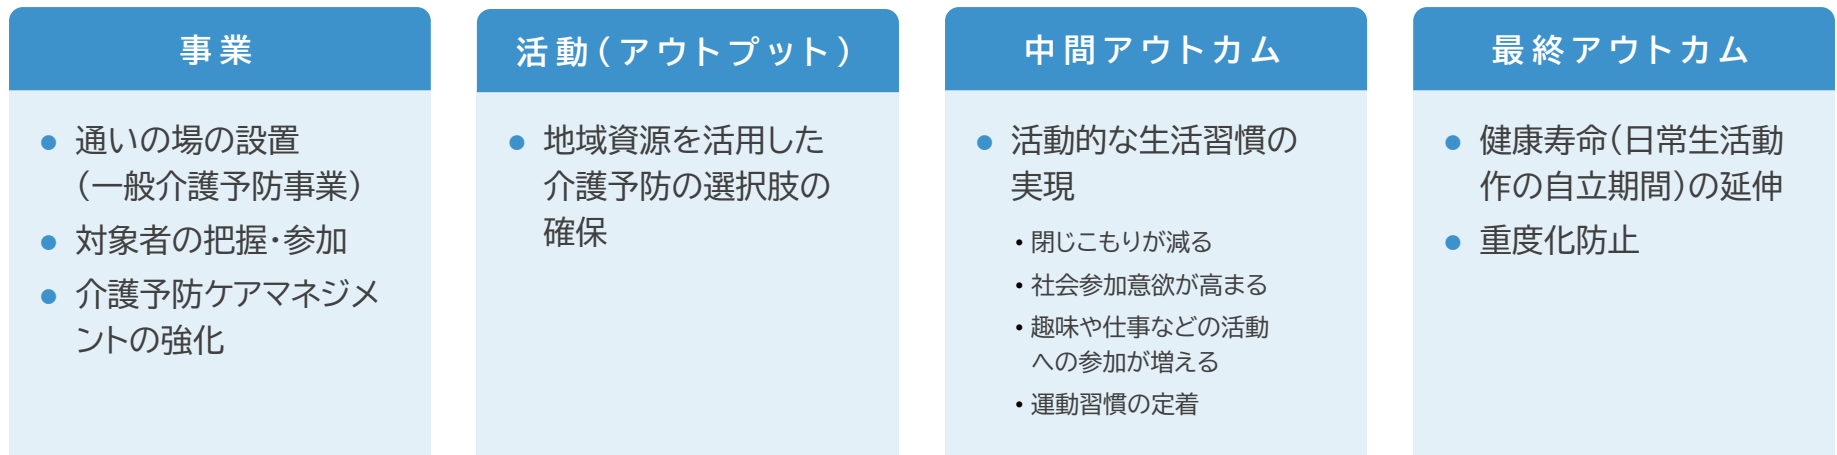 事業
● 通いの場の設置
（一般介護予防事業）
● 対象者の把握・参加
● 介護予防ケアマネジメ
ントの強化
活動（アウトプット）
● 地域資源を活用した
介護予防の選択肢の
確保
中間アウトカム
● 活動的な生活習慣の
実現
・閉じこもりが減る
・社会参加意欲が高まる
・趣味や仕事などの活動
への参加が増える
・運動習慣の定着
最終アウトカム
● 健康寿命（日常生活動
作の自立期間）の延伸
● 重度化防止